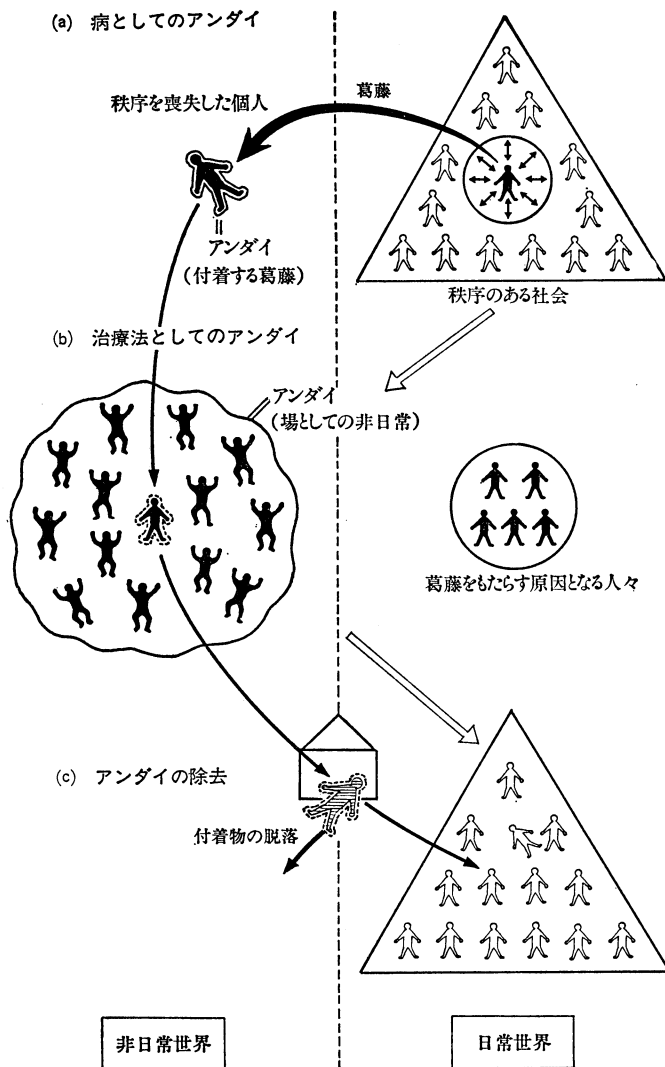 (a) 病としてのアンダイ
葛藤
秩序を喪失した個人
アンダイ
(付着する葛藤)
秩序のある社会
(b) 治療法としてのアンダイ
アンダイ
(場としての非日常)
葛藤をもたらす原因となる人々
(c) アンダイの除去
付着物の脱落
非日常世界
日常世界